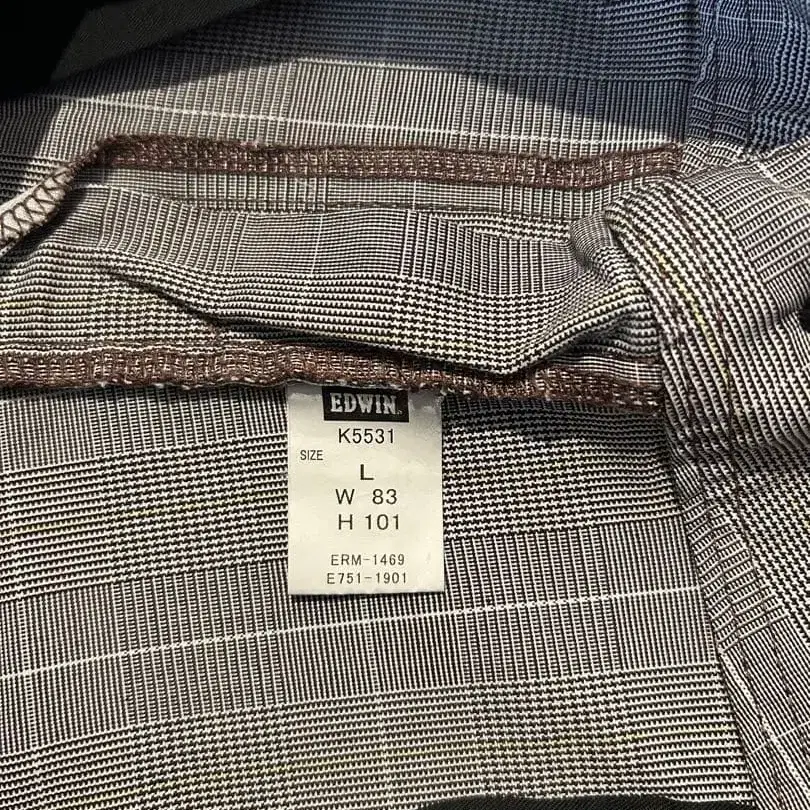 EDWIN.
K5531
SIZE
L
W 83
H 101
ERM-1469
E751-1901